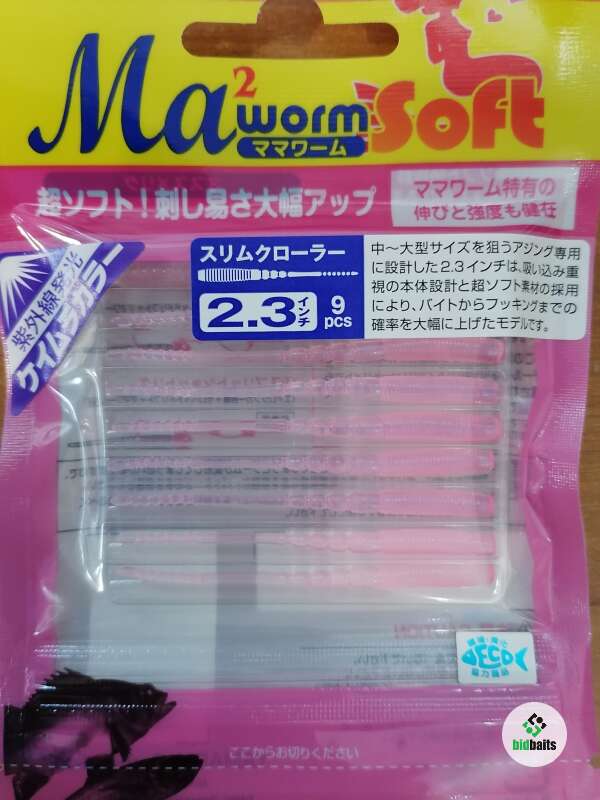 Ma²worm Soft
ママワーム
超ソフト!刺し易さ大幅アップ
ママワーム特有の
伸びと強度も健在
紫外線発光
ケイムラカラー
スリムクローラー
2.3インチ 9 pcs
中〜大型サイズを狙うアジング専用
に設計した2.3インチは、吸い込み重
視の本体設計と超ソフト素材の採用
により、バイトからフッキングまでの
確率を大幅に上げたモデルです。
ECO
ここからお切りください
bidbaits